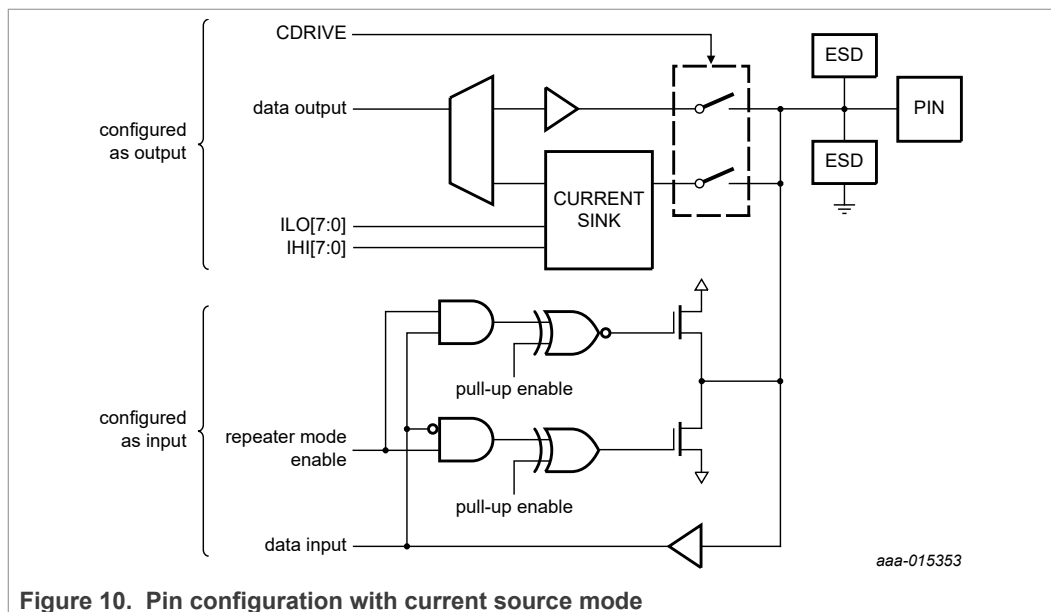 CDRIVE
ESD
data output
PIN
configured
as output
ESD
CURRENT
SINK
ILO[7:0]
IHI[7:0]
pull-up enable
configured
as input
repeater mode
enable
pull-up enable
data input
aaa-015353
Figure 10. Pin configuration with current source mode